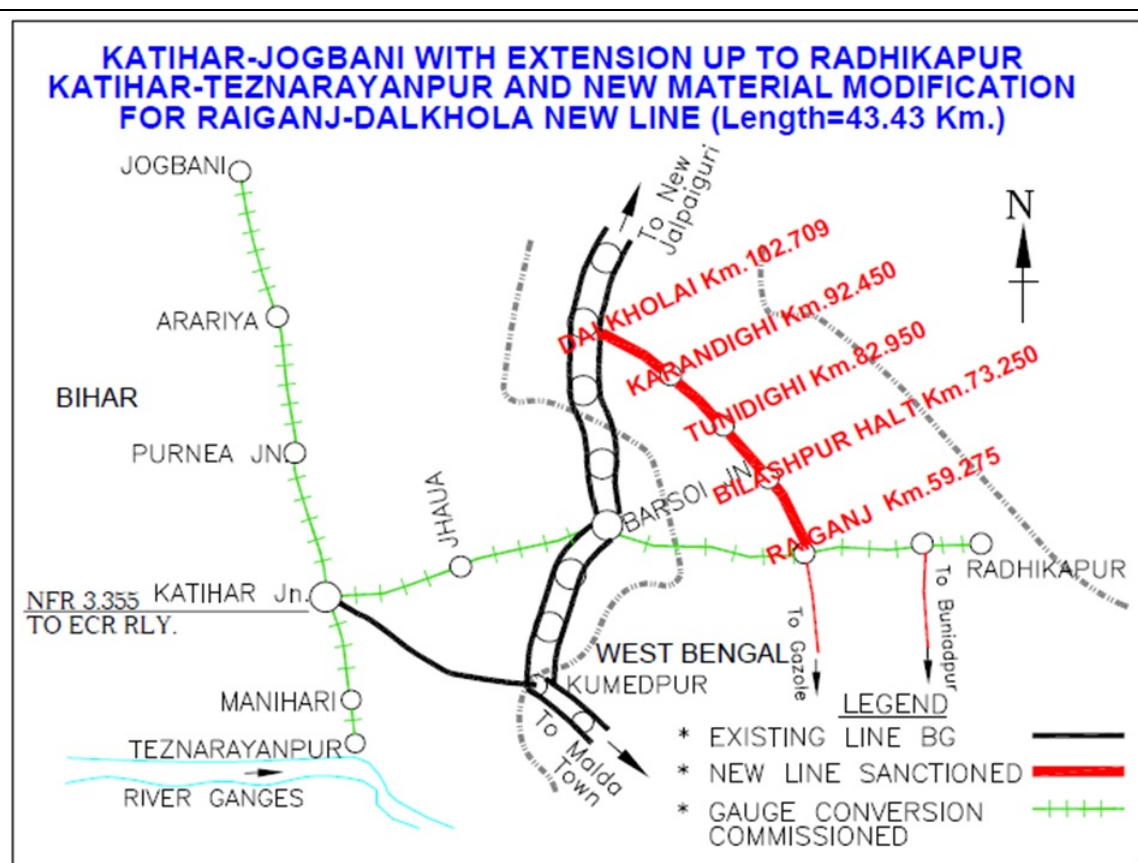 KATIHAR-JOGBANI WITH EXTENSION UP TO RADHIKAPUR
KATIHAR-TEZNARAYANPUR AND NEW MATERIAL MODIFICATION
FOR RAIGANJ-DALKHOLA NEW LINE (Length=43.43 Km.)
JOGBANI
To New
Jalpaiguri
N
DALKHOLAI Km.102.709
KARANDIGHI Km.92.450
ARARIYA
TUNIDIGHI Km.82.950
BIHAR
BILASHPUR HALT Km.73.250
PURNEA JN.
BARSOI JN.
JHAUA
RAIGANJ Km.59.275
RADHIKAPUR
KATIHAR Jn.
NFR 3.355
TO ECR RLY.
To Gazole
To Buniadpur
WEST BENGAL
KUMEDPUR
MANIHARI
To Malda
Town
TEZNARAYANPUR
RIVER GANGES
LEGEND
* EXISTING LINE BG
* NEW LINE SANCTIONED
* GAUGE CONVERSION
COMMISSIONED